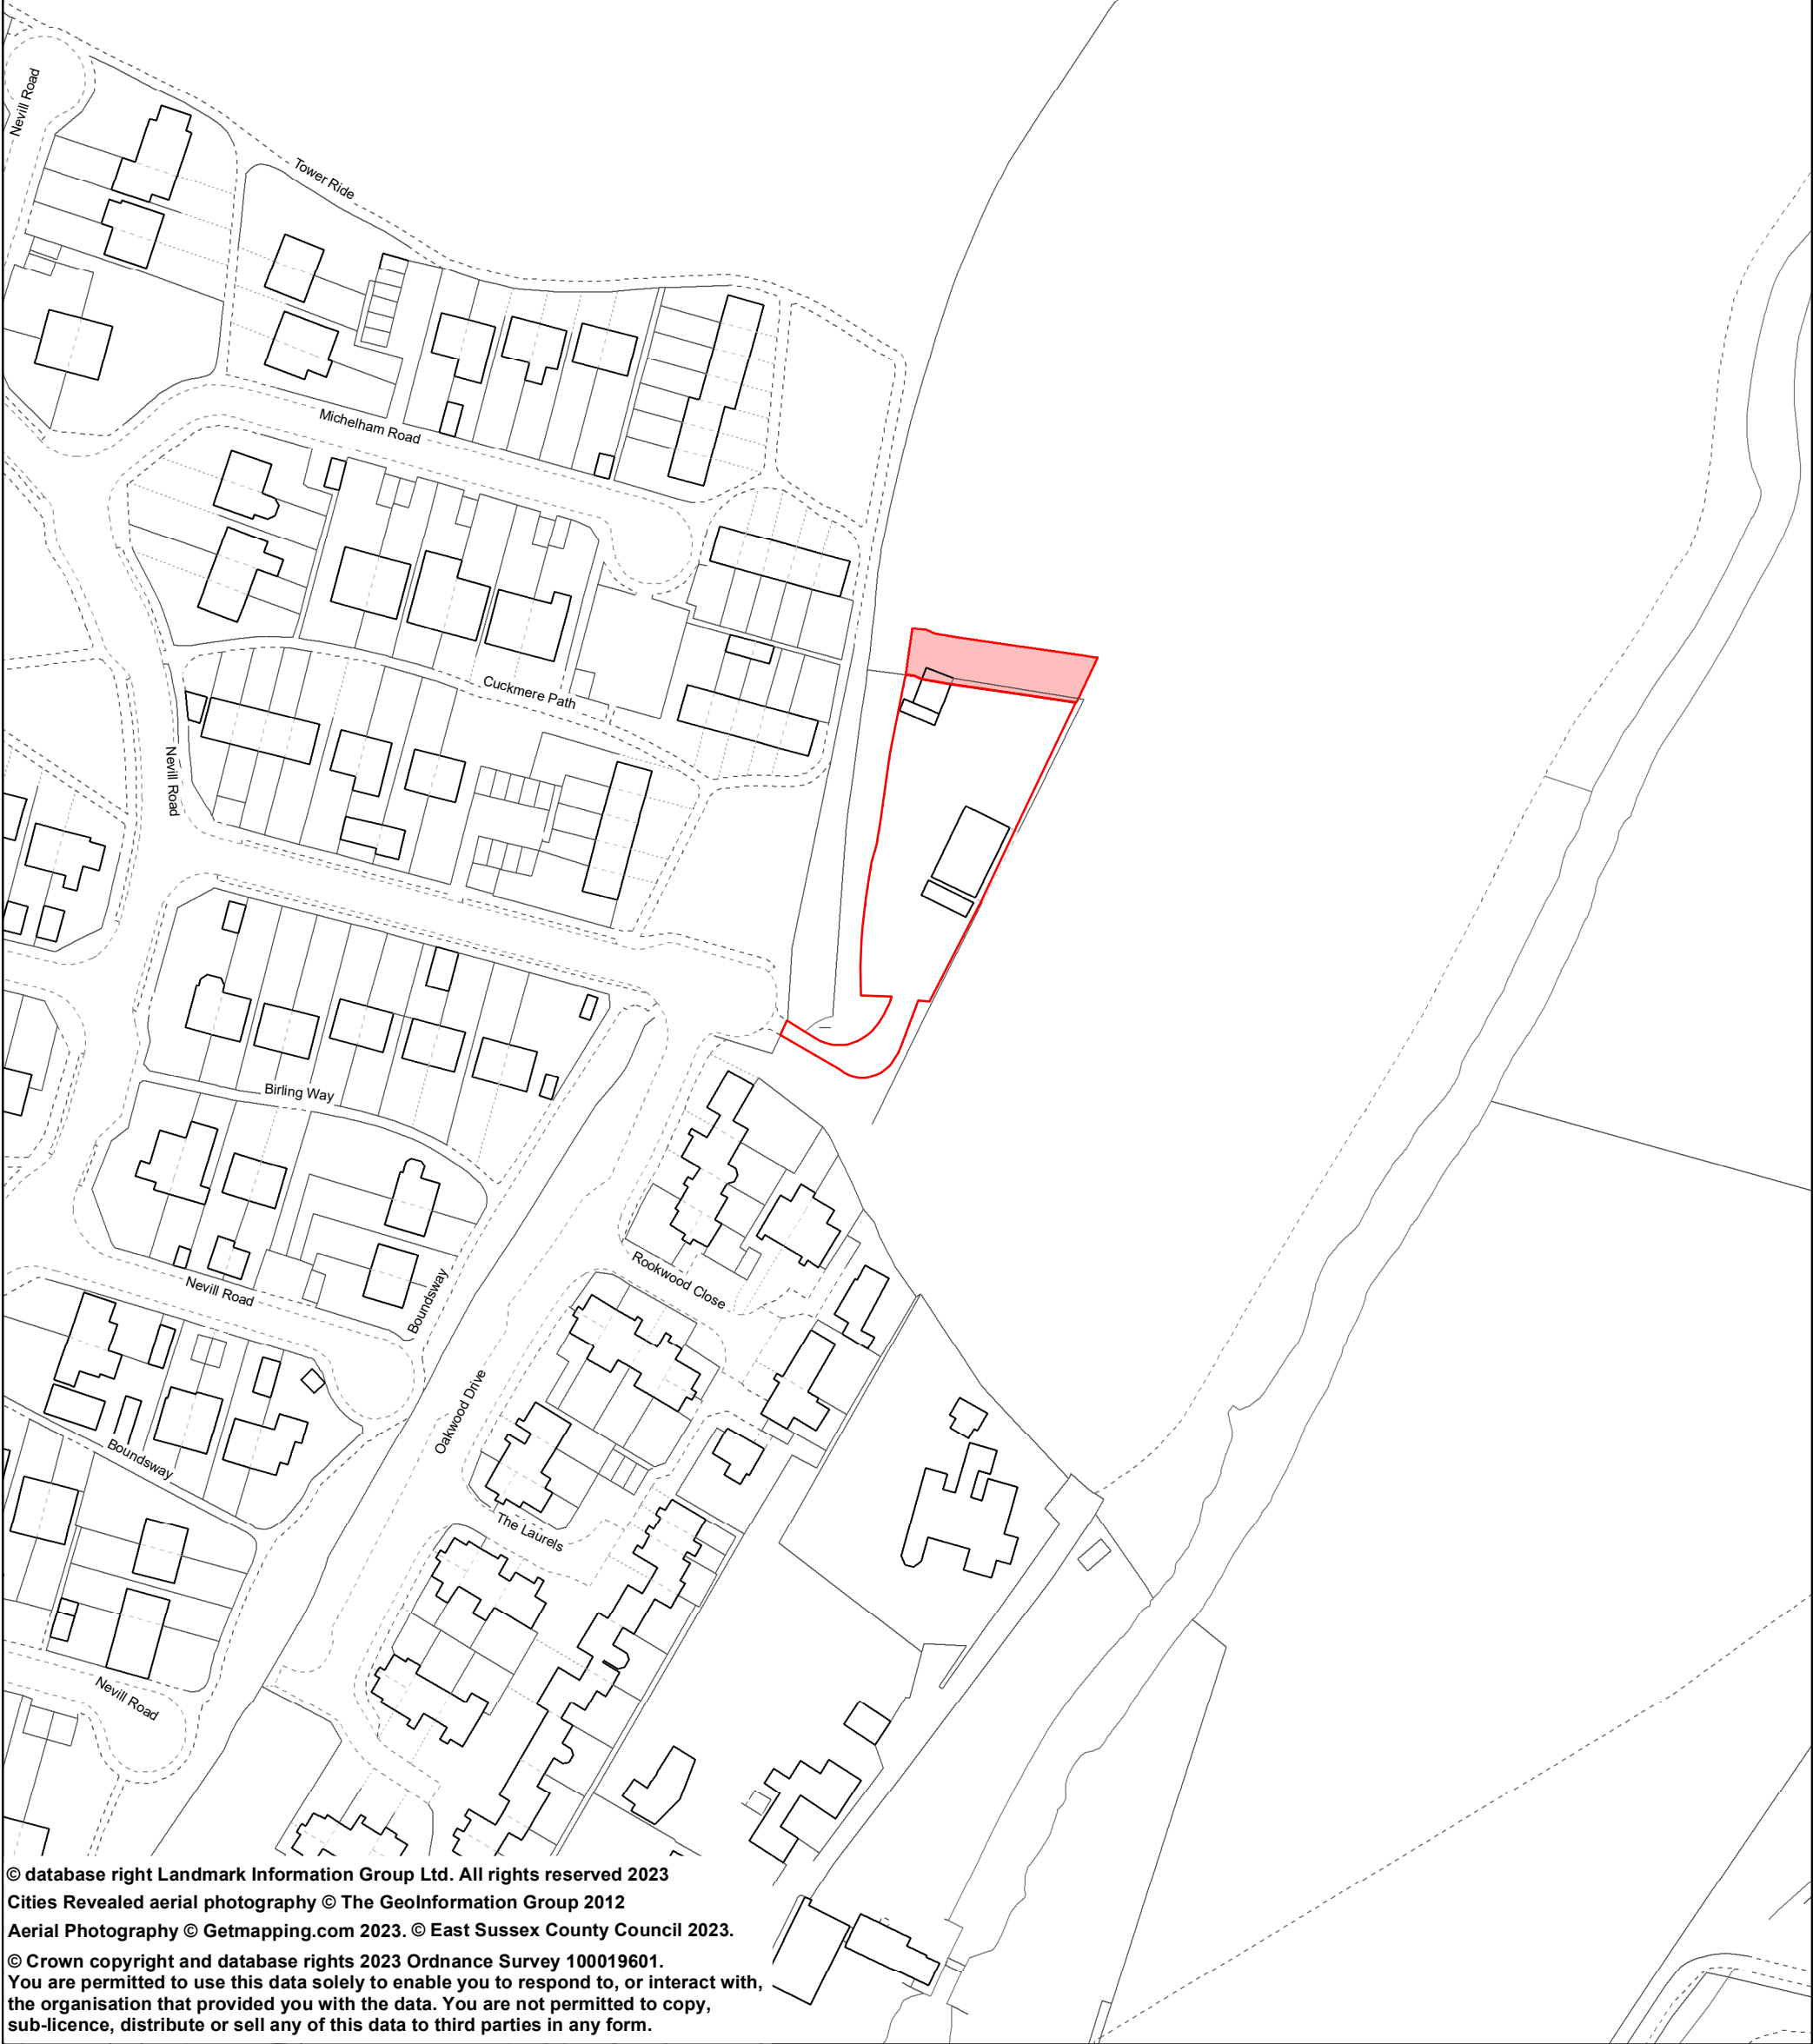 Nevill Road
Tower Ride
Michelham Road
Cuckmere Path
Nevill Road
Birling Way
Nevill Road
Boundsway
Rookwood Close
Oakwood Drive
Boundsway
The Laurels
Nevill Road
© database right Landmark Information Group Ltd. All rights reserved 2023
Cities Revealed aerial photography © The GeoInformation Group 2012
Aerial Photography © Getmapping.com 2023. © East Sussex County Council 2023.
© Crown copyright and database rights 2023 Ordnance Survey 100019601.
You are permitted to use this data solely to enable you to respond to, or interact with,
the organisation that provided you with the data. You are not permitted to copy,
sub-licence, distribute or sell any of this data to third parties in any form.